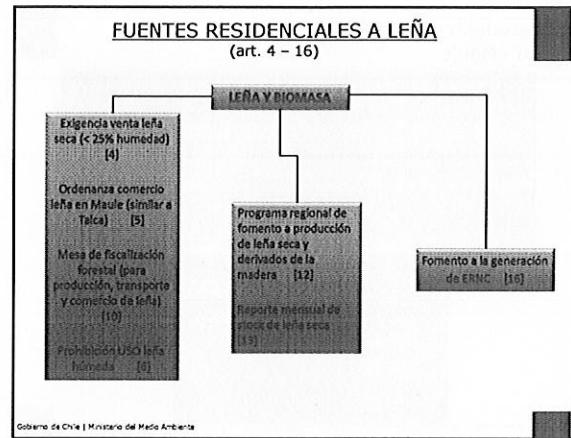 FUENTES RESIDENCIALES A LEÑA
(art. 4 – 16)
LEÑA Y BIOMASA
Exigencia venta leña
seca (< 25% humedad)
[4]
Ordenanza comercio
leña en Maule (similar a
Talca) [5]
Mesa de fiscalización
forestal (para
producción, transporte
y comercio de leña)
[10]
Prohibición USO leña
húmeda [6]
Programa regional de
fomento a producción
de leña seca y
derivados de la
madera [12]
Reporte mensual de
stock de leña seca
[13]
Fomento a la generación
de ERNC [16]
Gobierno de Chile | Ministerio del Medio Ambiente